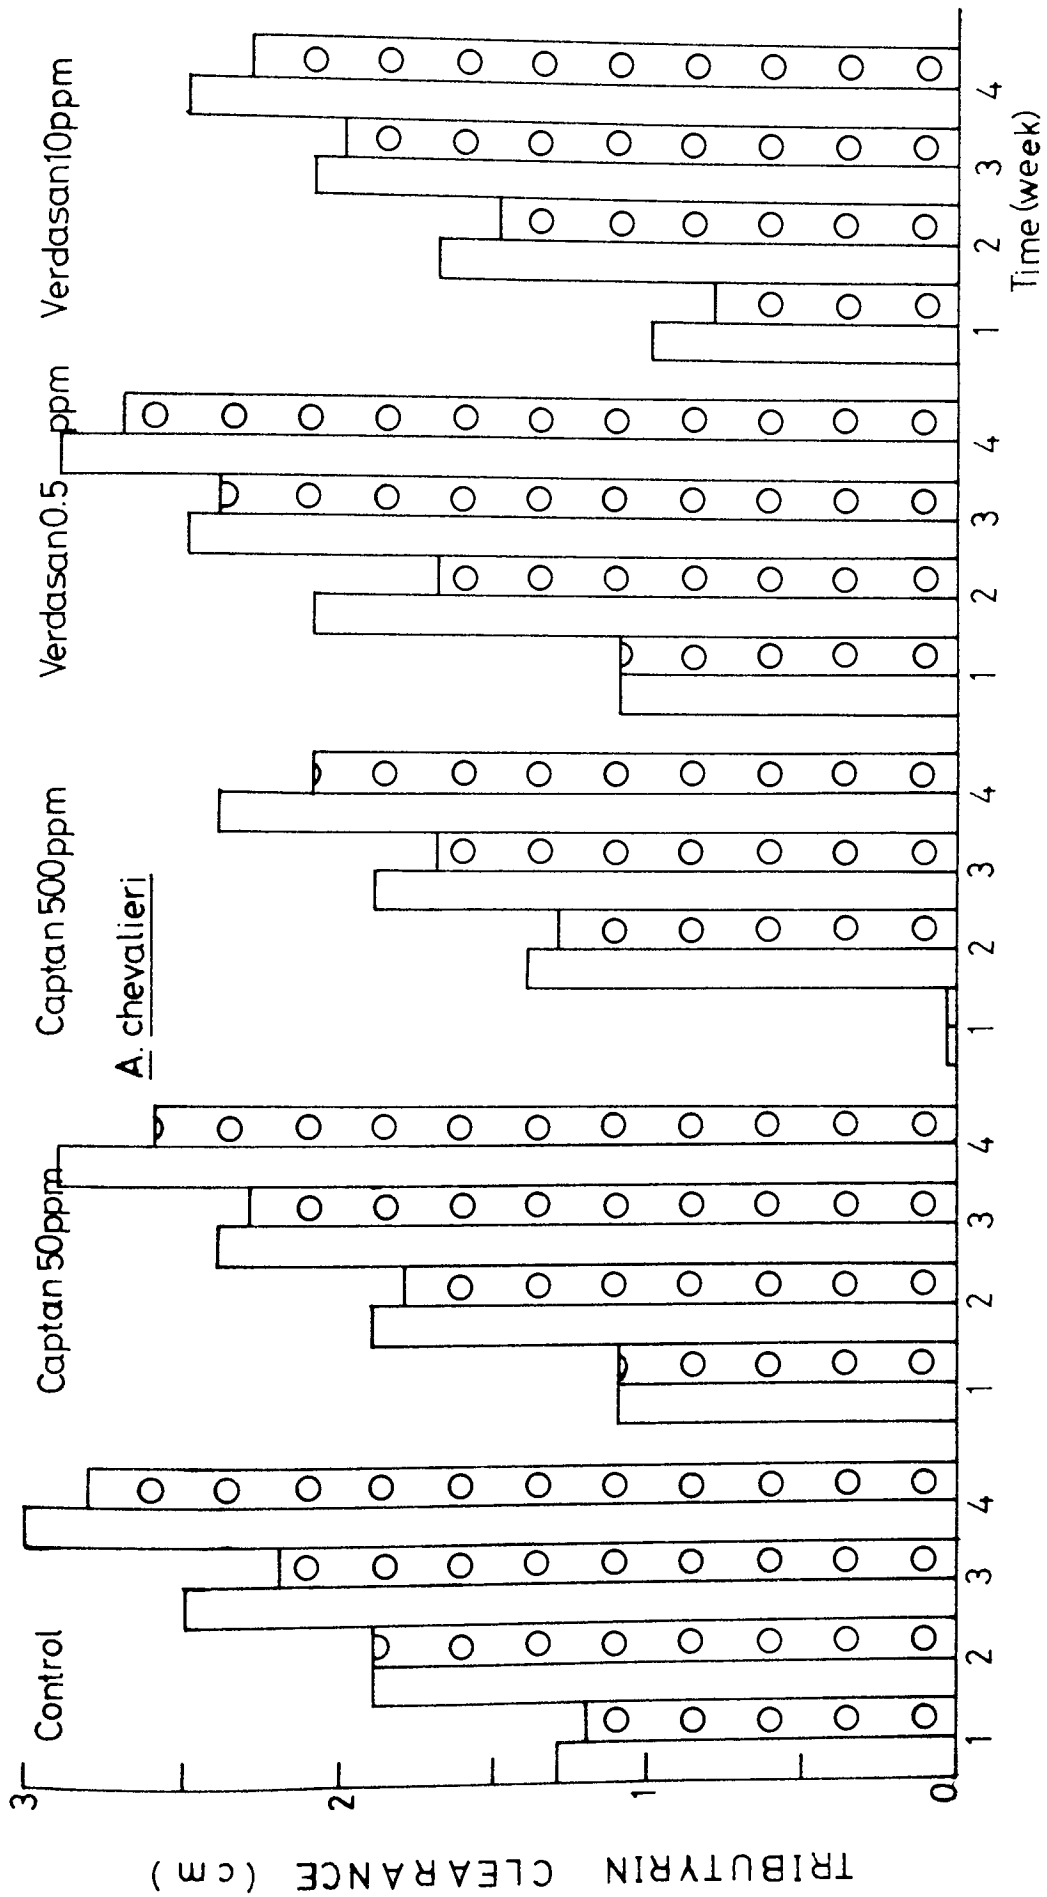 Control
Captan 50ppm
Captan 500ppm
Verdasan 0.5 ppm
Verdasan 10ppm
A. chevalieri
TRIBUTYRIN CLEARANCE (cm)
3
2
1
0
1 2 3 4
1 2 3 4
1 2 3 4
1 2 3 4
1 2 3 4
Time (week)